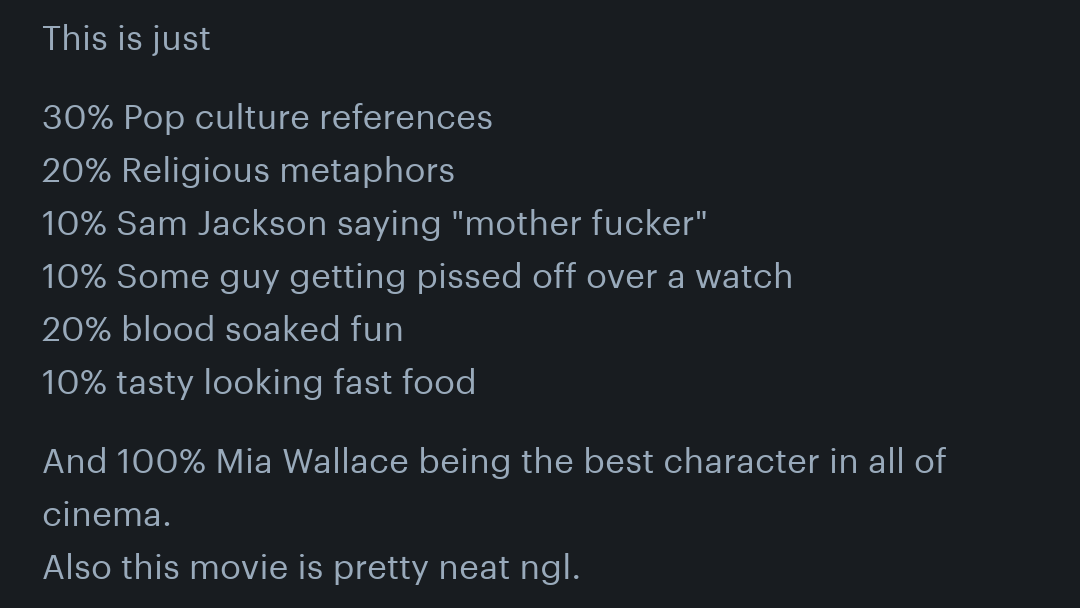 This is just
30% Pop culture references
20% Religious metaphors
10% Sam Jackson saying "mother fucker"
10% Some guy getting pissed off over a watch
20% blood soaked fun
10% tasty looking fast food
And 100% Mia Wallace being the best character in all of
cinema.
Also this movie is pretty neat ngl.